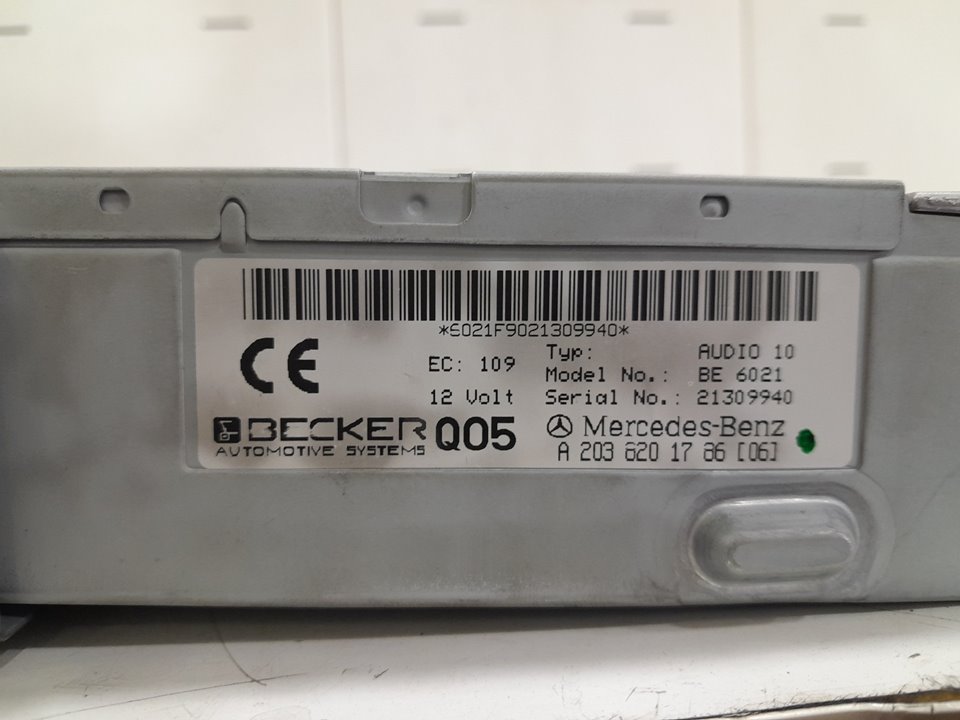 *6021F9021309940*
CE
EC: 109
12 Volt
Typ: AUDIO 10
Model No.: BE 6021
Serial No.: 21309940
BECKER
AUTOMOTIVE SYSTEMS
Q05
Mercedes-Benz
A 203 820 17 86 [06]